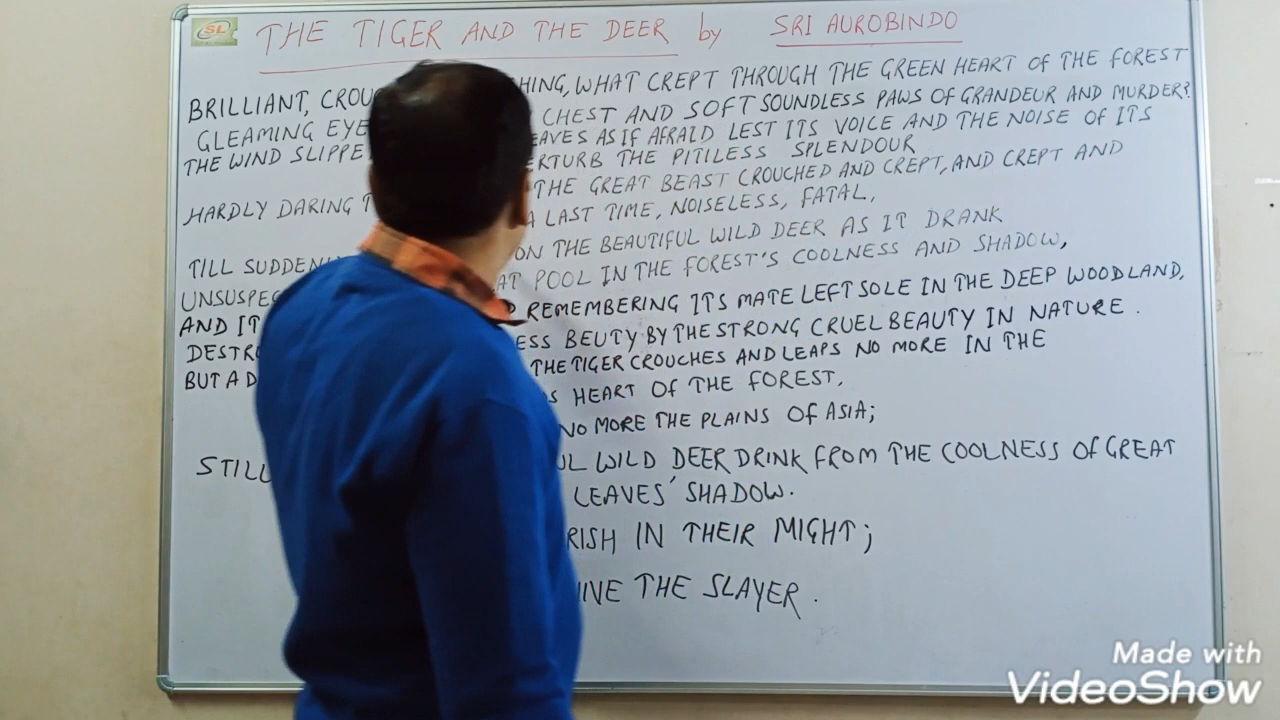 SL
THE TIGER AND THE DEER by SRI AUROBINDO
BRILLIANT, CROU HING, WHAT CREPT THROUGH THE GREEN HEART OF THE FOREST
GLEAMING EYE CHEST AND SOFT SOUNDLESS PAWS OF GRANDEUR AND MURDER?
THE WIND SLIPPE EAVES AS IF AFRAID LEST ITS VOICE AND THE NOISE OF ITS
ERTURB THE PITILESS SPLENDOUR
HARDLY DARING T THE GREAT BEAST CROUCHED AND CREPT, AND CREPT AND
A LAST TIME, NOISELESS, FATAL,
TILL SUDDENL ON THE BEAUTIFUL WILD DEER AS IT DRANK
UNSUSPEC AT POOL IN THE FOREST'S COOLNESS AND SHADOW,
AND IT D REMEMBERING ITS MATE LEFT SOLE IN THE DEEP WOODLAND,
DESTRO ESS BEUTY BY THE STRONG CRUEL BEAUTY IN NATURE.
BUT A D THE TIGER CROUCHES AND LEAPS NO MORE IN THE
S HEART OF THE FOREST,
NO MORE THE PLAINS OF ASIA;
STILL UL WILD DEER DRINK FROM THE COOLNESS OF GREAT
LEAVES' SHADOW.
RISH IN THEIR MIGHT;
IVE THE SLAYER.
Made with
VideoShow